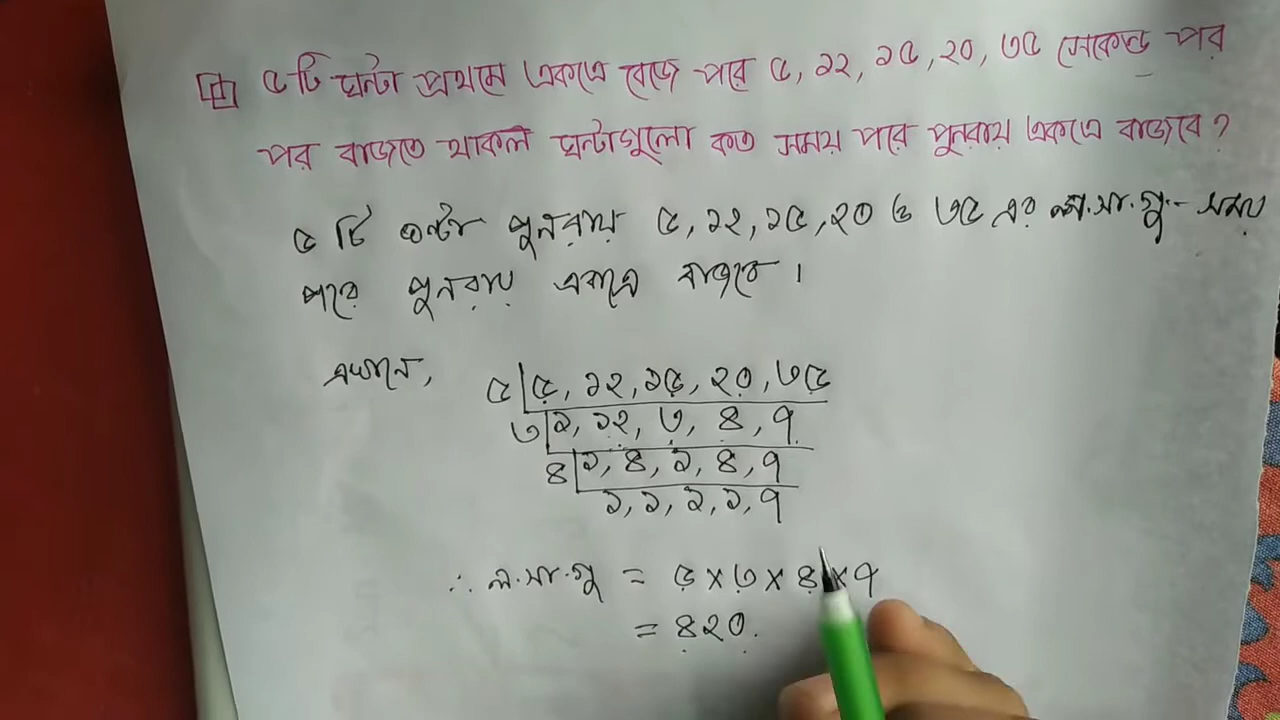 ৫টি ঘন্টা প্রথমে একত্রে বেজে পরে ৫, ১২, ১৫, ২০, ৩৫ সেকেন্ড পর
পর বাজতে থাকল ঘন্টাগুলো কত সময় পরে পুনরায় একত্রে বাজবে?
৫ টি ঘন্টা পুনরায় ৫, ১২, ১৫, ২০ ও ৩৫ এর ল.সা.গু.- সময়
পরে পুনরায় একত্রে বাজবে।
এখানে, ৫ | ৫, ১২, ১৫, ২০, ৩৫
৩ | ১, ১২, ৩, ৪, ৭
৪ | ১, ৪, ১, ৪, ৭
১, ১, ১, ১, ৭
∴ ল.সা.গু = ৫ × ৩ × ৪ × ৭
= ৪২০.